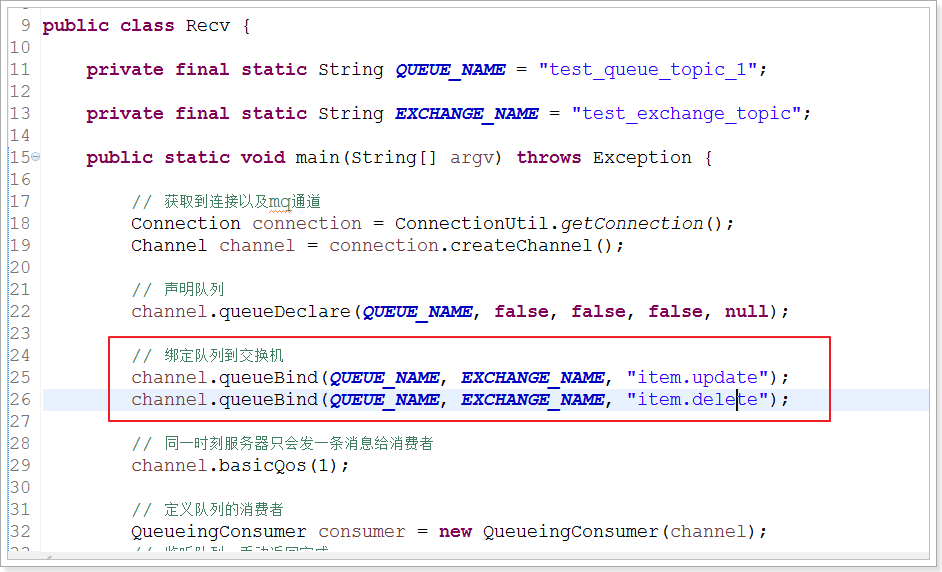 9 public class Recv {
10
11 private final static String QUEUE_NAME = "test_queue_topic_1";
12
13 private final static String EXCHANGE_NAME = "test_exchange_topic";
14
15 public static void main(String[] argv) throws Exception {
16
17 // 获取到连接以及mq通道
18 Connection connection = ConnectionUtil.getConnection();
19 Channel channel = connection.createChannel();
20
21 // 声明队列
22 channel.queueDeclare(QUEUE_NAME, false, false, false, null);
23
24 // 绑定队列到交换机
25 channel.queueBind(QUEUE_NAME, EXCHANGE_NAME, "item.update");
26 channel.queueBind(QUEUE_NAME, EXCHANGE_NAME, "item.delete");
27
28 // 同一时刻服务器只会发一条消息给消费者
29 channel.basicQos(1);
30
31 // 定义队列的消费者
32 QueueingConsumer consumer = new QueueingConsumer(channel);